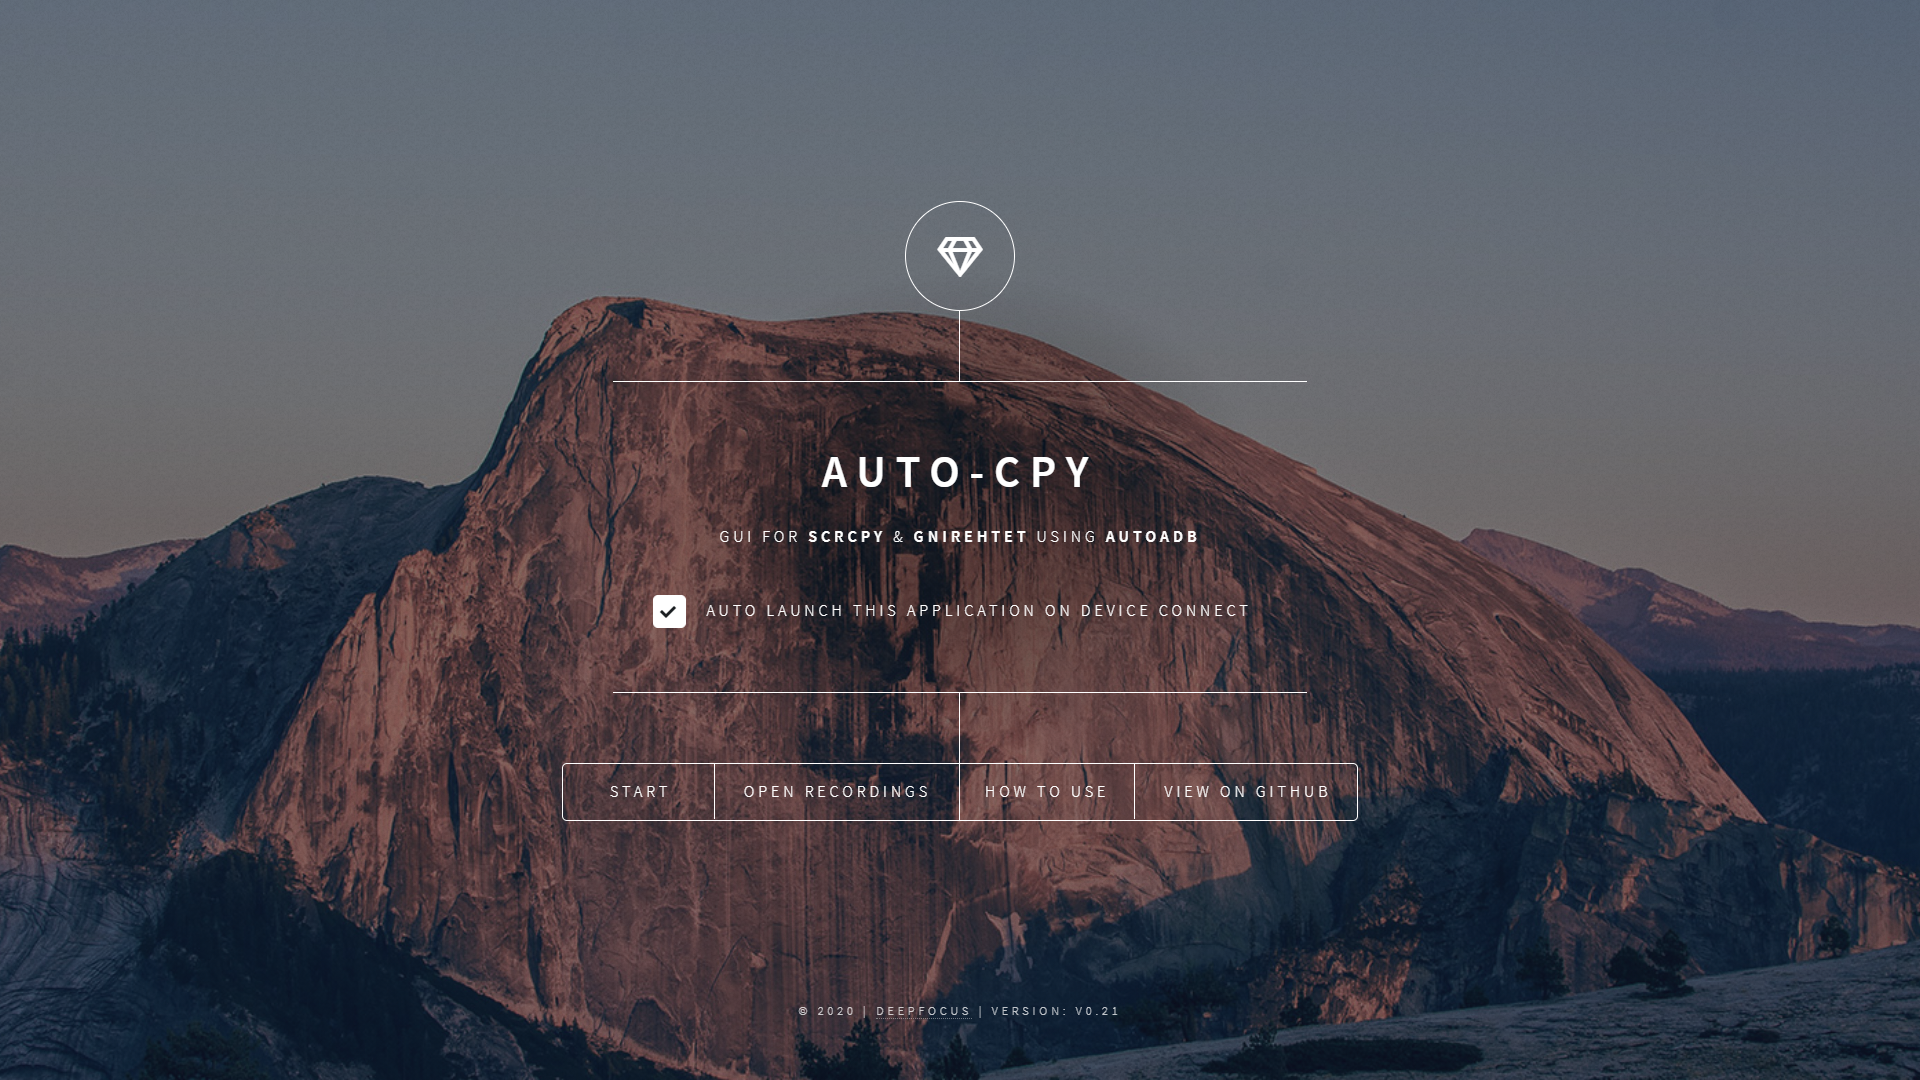 AUTO-CPY
GUI FOR SCRCPY & GNIREHTET USING AUTOADB
AUTO LAUNCH THIS APPLICATION ON DEVICE CONNECT
START
OPEN RECORDINGS
HOW TO USE
VIEW ON GITHUB
© 2020 | DEEPFOCUS | VERSION: V0.21